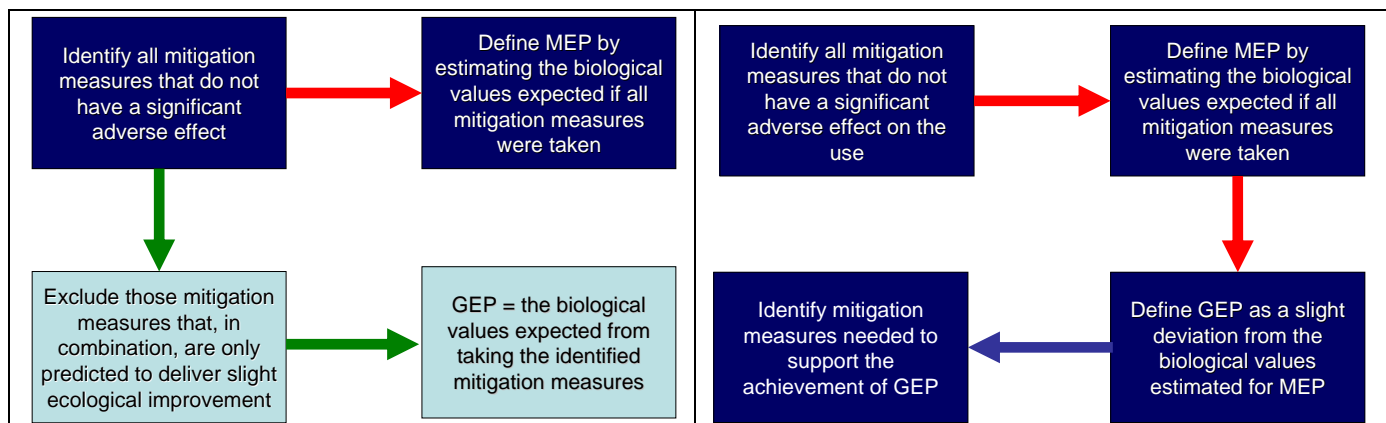 Identify all mitigation
measures that do not
have a significant
adverse effect
Define MEP by
estimating the biological
values expected if all
mitigation measures
were taken
Exclude those mitigation
measures that, in
combination, are only
predicted to deliver slight
ecological improvement
GEP = the biological
values expected from
taking the identified
mitigation measures
Identify all mitigation
measures that do not
have a significant
adverse effect on the
use
Define MEP by
estimating the biological
values expected if all
mitigation measures
were taken
Identify mitigation
measures needed to
support the
achievement of GEP
Define GEP as a slight
deviation from the
biological values
estimated for MEP